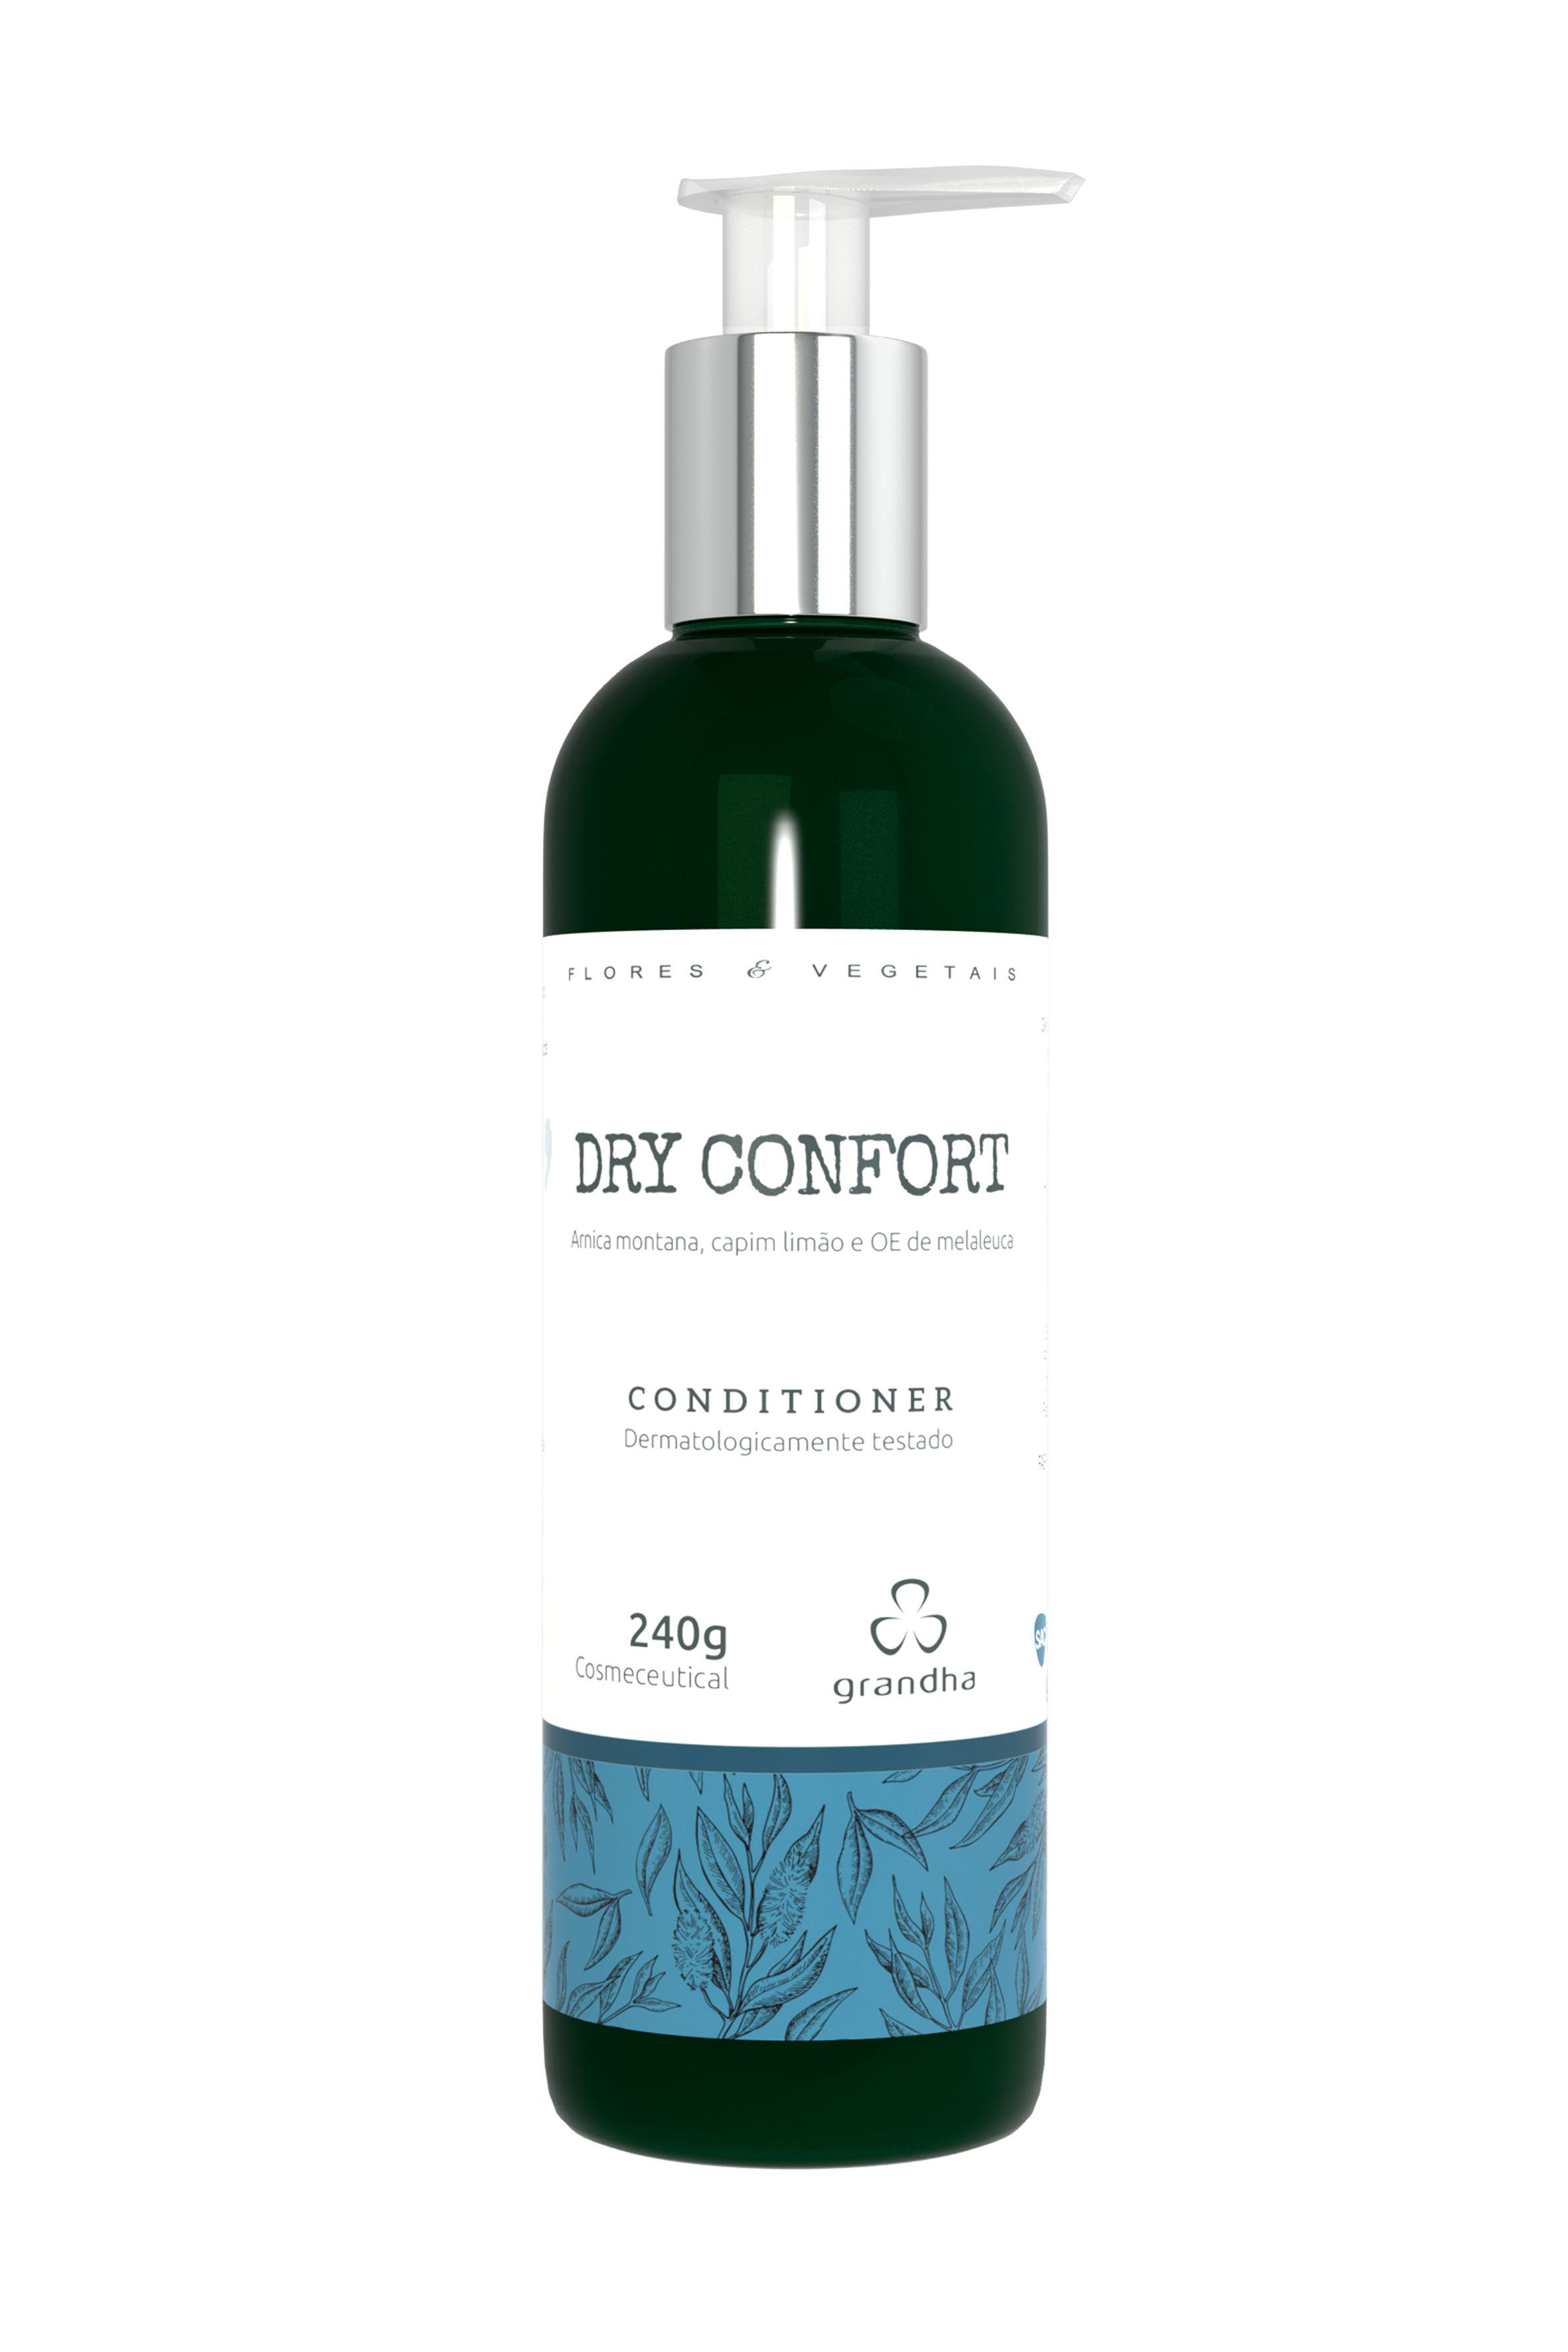 FLORES & VEGETAIS
DRY CONFORT
Arnica montana, capim limão e OE de melaleuca
CONDITIONER
Dermatologicamente testado
240g
Cosmeceutical
grandha